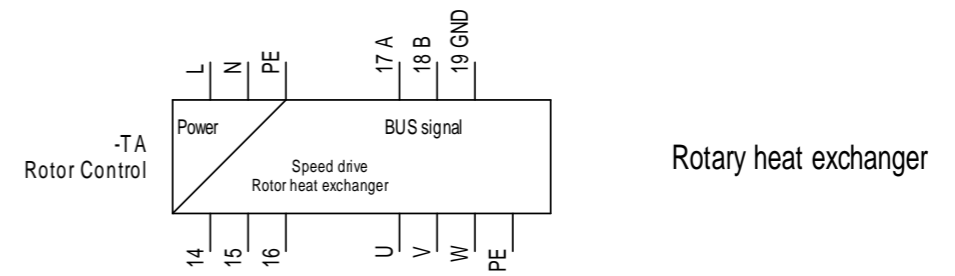 L N PE 17 A 18 B 19 GND
Power BUS signal
-TA
Rotor Control
Speed drive
Rotor heat exchanger
Rotary heat exchanger
14 15 16 U V W PE